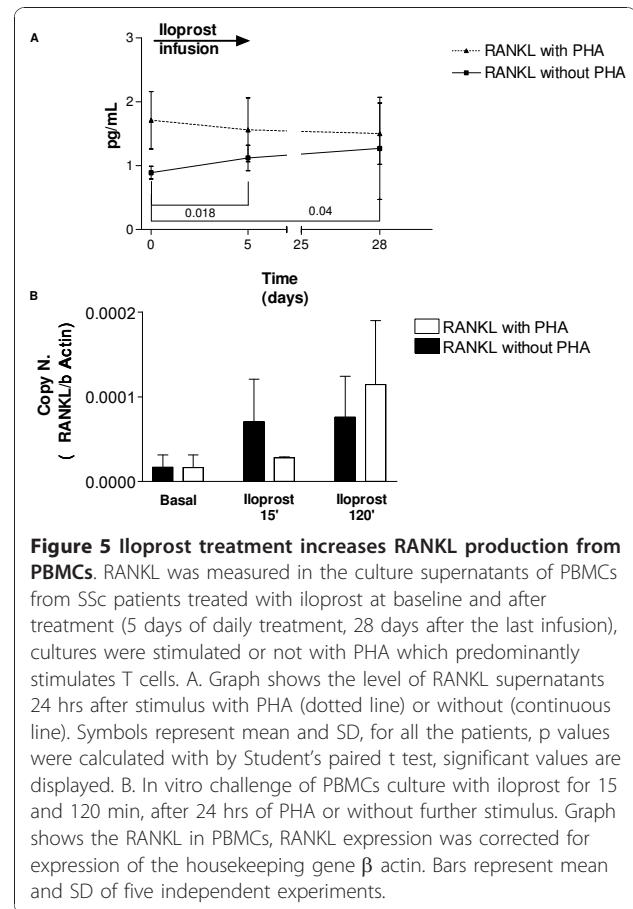 A
Iloprost
infusion
3
2
1
0
pg/mL
RANKL with PHA
RANKL without PHA
0.018
0.04
0 5 25 28
Time
(days)
B
0.0002
0.0001
0.0000
Copy N.
( RANKL/b Actin)
RANKL with PHA
RANKL without PHA
Basal Iloprost Iloprost
15' 120'
Figure 5 Iloprost treatment increases RANKL production from
PBMCs. RANKL was measured in the culture supernatants of PBMCs
from SSc patients treated with iloprost at baseline and after
treatment (5 days of daily treatment, 28 days after the last infusion),
cultures were stimulated or not with PHA which predominantly
stimulates T cells. A. Graph shows the level of RANKL supernatants
24 hrs after stimulus with PHA (dotted line) or without (continuous
line). Symbols represent mean and SD, for all the patients, p values
were calculated with by Student's paired t test, significant values are
displayed. B. In vitro challenge of PBMCs culture with iloprost for 15
and 120 min, after 24 hrs of PHA or without further stimulus. Graph
shows the RANKL in PBMCs, RANKL expression was corrected for
expression of the housekeeping gene β actin. Bars represent mean
and SD of five independent experiments.